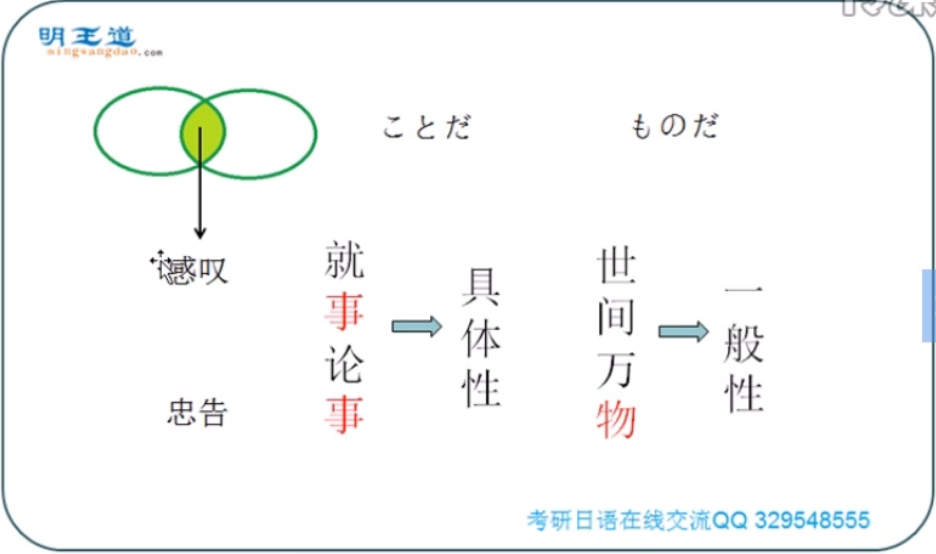 明王道
mingwangdao.com
ことだ
ものだ
感叹
忠告
就事论事
具体性
世间万物
一般性
考研日语在线交流QQ 329548555